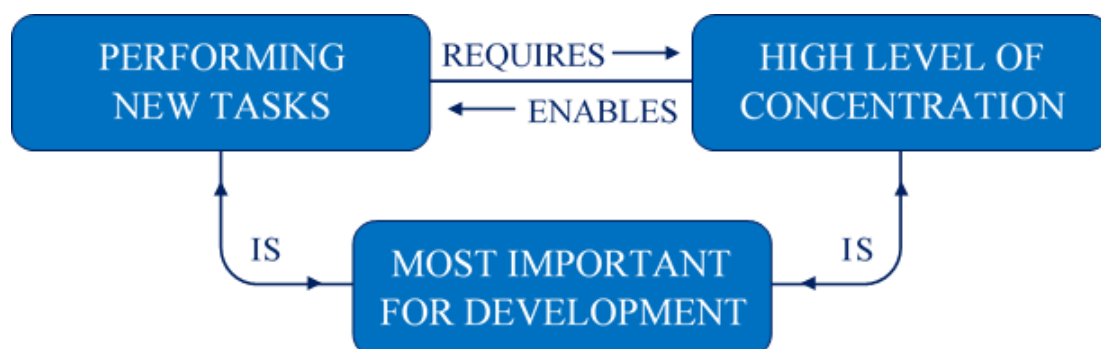 PERFORMING
NEW TASKS
REQUIRES
ENABLES
HIGH LEVEL OF
CONCENTRATION
IS
MOST IMPORTANT
FOR DEVELOPMENT
IS